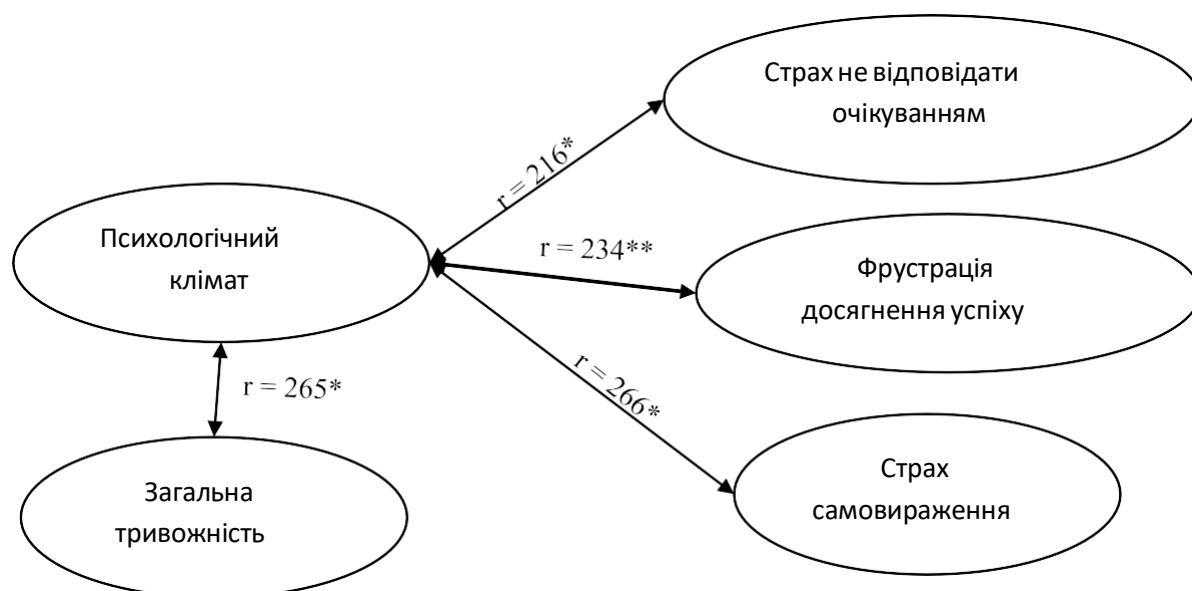 Страх не відповідати
очікуванням
r = 216*
Психологічний
клімат
r = 234**
Фрустрація
досягнення успіху
r = 265*
r = 266*
Страх
самовираження
Загальна
тривожність